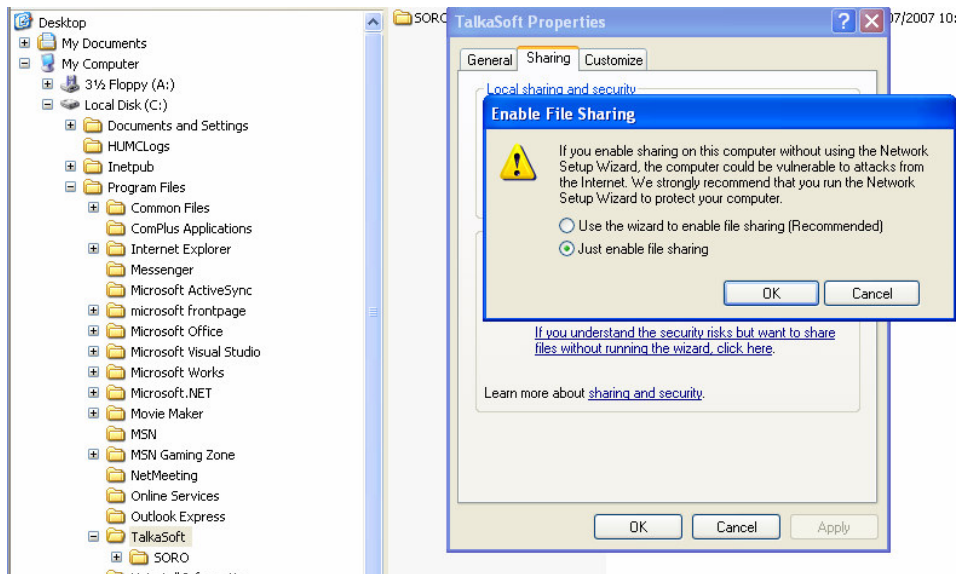 Desktop
My Documents
My Computer
3½ Floppy (A:)
Local Disk (C:)
Documents and Settings
HUMCLogs
Inetpub
Program Files
Common Files
ComPlus Applications
Internet Explorer
Messenger
Microsoft ActiveSync
microsoft frontpage
Microsoft Office
Microsoft Visual Studio
Microsoft Works
Microsoft.NET
Movie Maker
MSN
MSN Gaming Zone
NetMeeting
Online Services
Outlook Express
TalkaSoft
SORO
SORO
07/2007 10:
TalkaSoft Properties
General Sharing Customize
Local sharing and security
Enable File Sharing
If you enable sharing on this computer without using the Network
Setup Wizard, the computer could be vulnerable to attacks from
the Internet. We strongly recommend that you run the Network
Setup Wizard to protect your computer.
Use the wizard to enable file sharing (Recommended)
Just enable file sharing
OK Cancel
If you understand the security risks but want to share
files without running the wizard, click here.
Learn more about sharing and security.
OK Cancel Apply